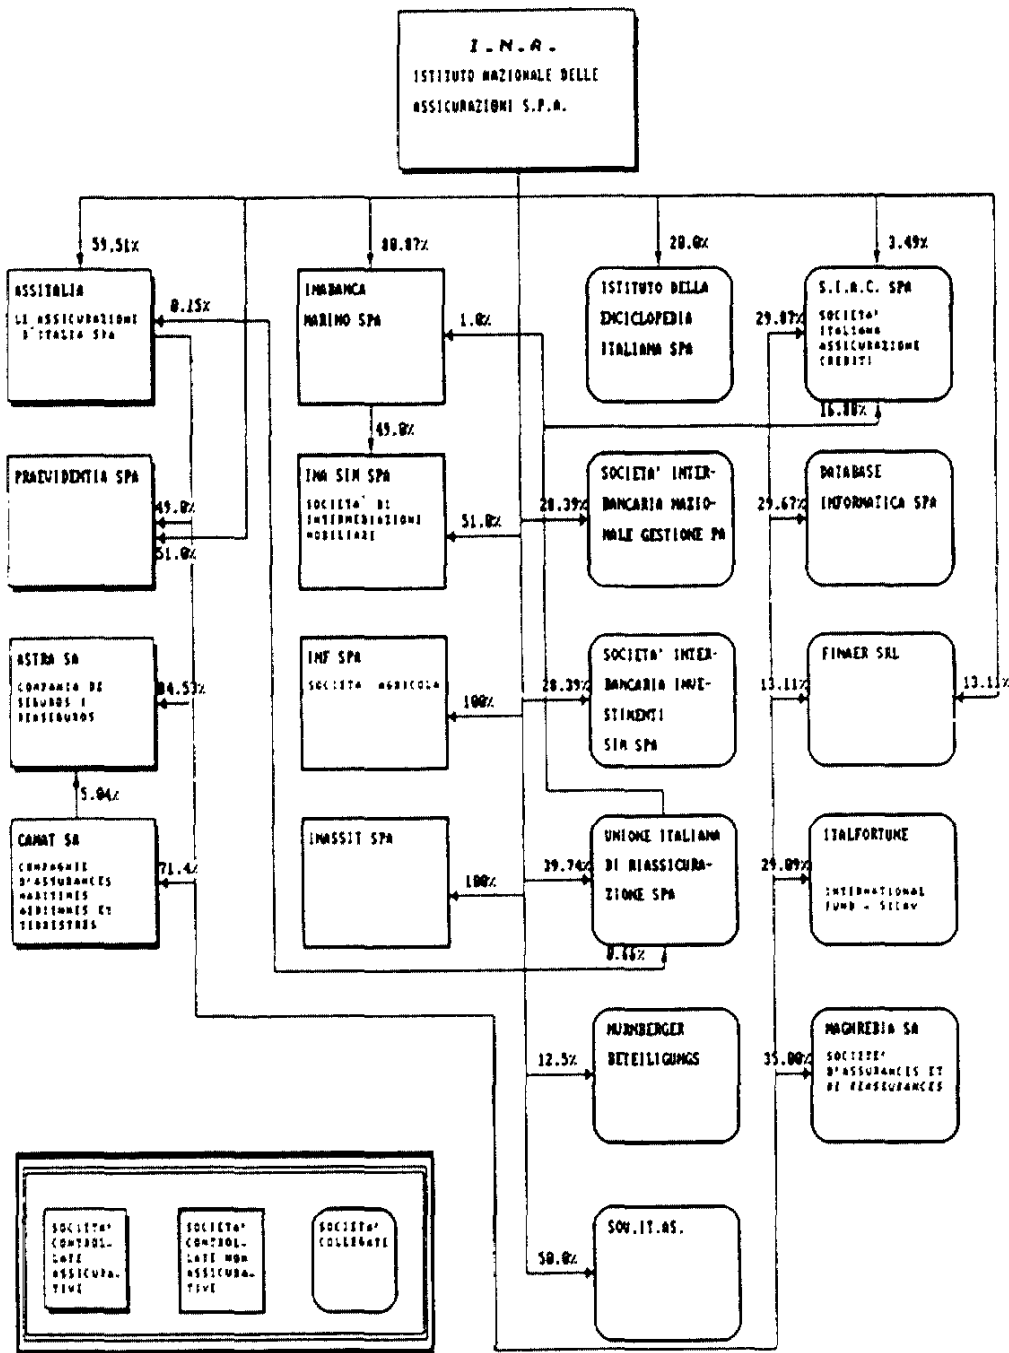 I.N.A.
ISTITUTO NAZIONALE DELLE
ASSICURAZIONI S.P.A.
59.51%
80.87%
20.0%
3.49%
ASSITALIA
LE ASSICURAZIONI
D'ITALIA SPA
0.15%
INABANCA
MARINO SPA
1.0%
ISTITUTO DELLA
ENCICLOPEDIA
ITALIANA SPA
S.I.A.C. SPA
SOCIETA'
ITALIANA
ASSICURAZIONE
CREDITI
29.87%
16.80%
49.0%
PRAEVIDENTIA SPA
49.0%
51.0%
INA SIM SPA
SOCIETA' DI
INTERMEDIAZIONE
MOBILIARE
51.0%
SOCIETA' INTER-
BANCARIA NAZIO-
NALE GESTIONE PA
28.39%
DATABASE
INFORMATICA SPA
29.67%
ASTRA SA
COMPANIA DE
SEGUROS I
REASEGUROS
84.53%
IMF SPA
SOCIETA' AGRICOLA
100%
SOCIETA' INTER-
BANCARIA INVE-
STIMENTI
SIM SPA
28.39%
FINAER SRL
13.11%
13.11%
5.04%
CAMAT SA
COMPAGNIE
D'ASSURANCES
MARITIMES
AERIENNES ET
TERRESTRES
71.4%
INASSIT SPA
100%
UNIONE ITALIANA
DI RIASSICURA-
ZIONE SPA
39.74%
0.66%
ITALFORTUNE
INTERNATIONAL
FUND - SICAV
29.09%
NURNBERGER
BETEILIGUNGS
12.5%
MAGHREBIA SA
SOCIETE'
D'ASSURANCES ET
DE REASSURANCES
35.00%
SOV.IT.AS.
50.0%
SOCIETA'
CONTROL-
LATE
ASSICURA-
TIVE
SOCIETA'
CONTROL-
LATE NON
ASSICURA-
TIVE
SOCIETA'
COLLEGATE